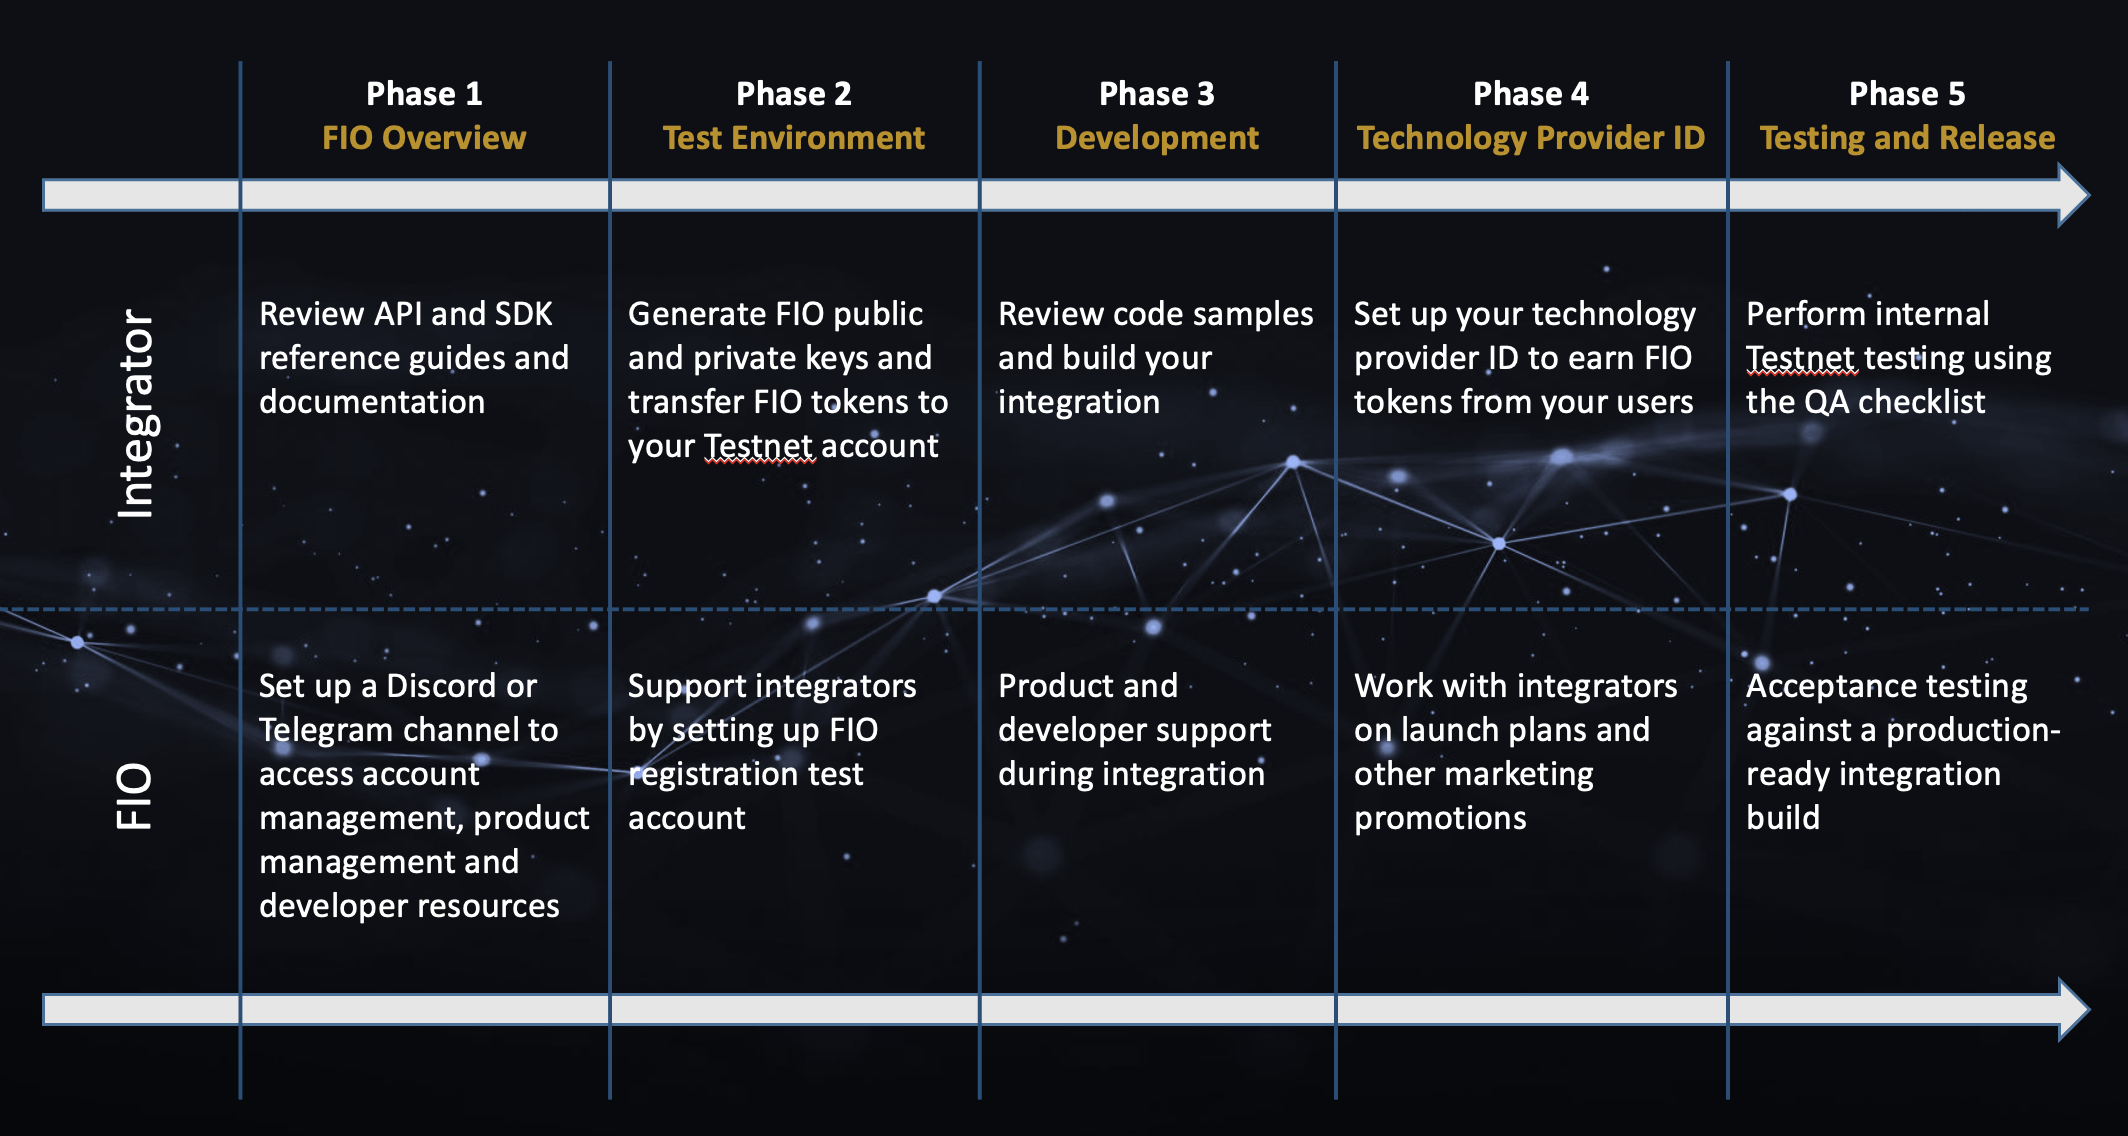 Phase 1
FIO Overview
Phase 2
Test Environment
Phase 3
Development
Phase 4
Technology Provider ID
Phase 5
Testing and Release
Integrator
Review API and SDK
reference guides and
documentation
Generate FIO public
and private keys and
transfer FIO tokens to
your Testnet account
Review code samples
and build your
integration
Set up your technology
provider ID to earn FIO
tokens from your users
Perform internal
Testnet testing using
the QA checklist
FIO
Set up a Discord or
Telegram channel to
access account
management, product
management and
developer resources
Support integrators
by setting up FIO
registration test
account
Product and
developer support
during integration
Work with integrators
on launch plans and
other marketing
promotions
Acceptance testing
against a production-
ready integration
build